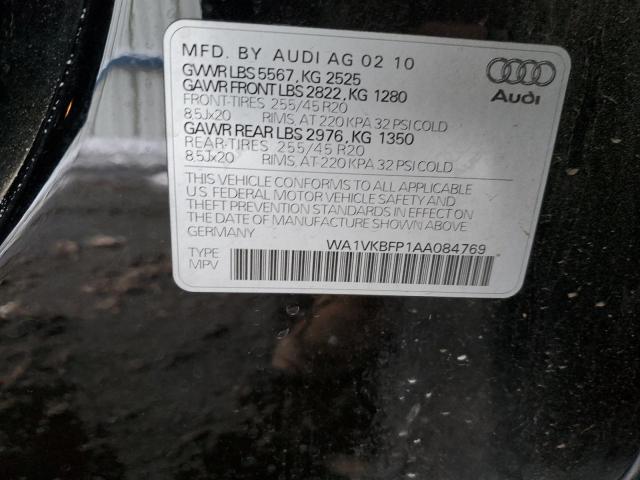 MFD. BY AUDI AG 02 10
GVWR LBS 5567, KG 2525
GAWR FRONT LBS 2822, KG 1280
FRONT-TIRES 255/45 R20
8,5Jx20 RIMS, AT 220 KPA 32 PSI COLD
GAWR REAR LBS 2976, KG 1350
REAR-TIRES 255/45 R20
8,5Jx20 RIMS, AT 220 KPA 32 PSI COLD
Audi
THIS VEHICLE CONFORMS TO ALL APPLICABLE
U.S. FEDERAL MOTOR VEHICLE SAFETY AND
THEFT PREVENTION STANDARDS IN EFFECT ON
THE DATE OF MANUFACTURE SHOWN ABOVE.
GERMANY
WA1VKBFP1AA084769
TYPE
MPV